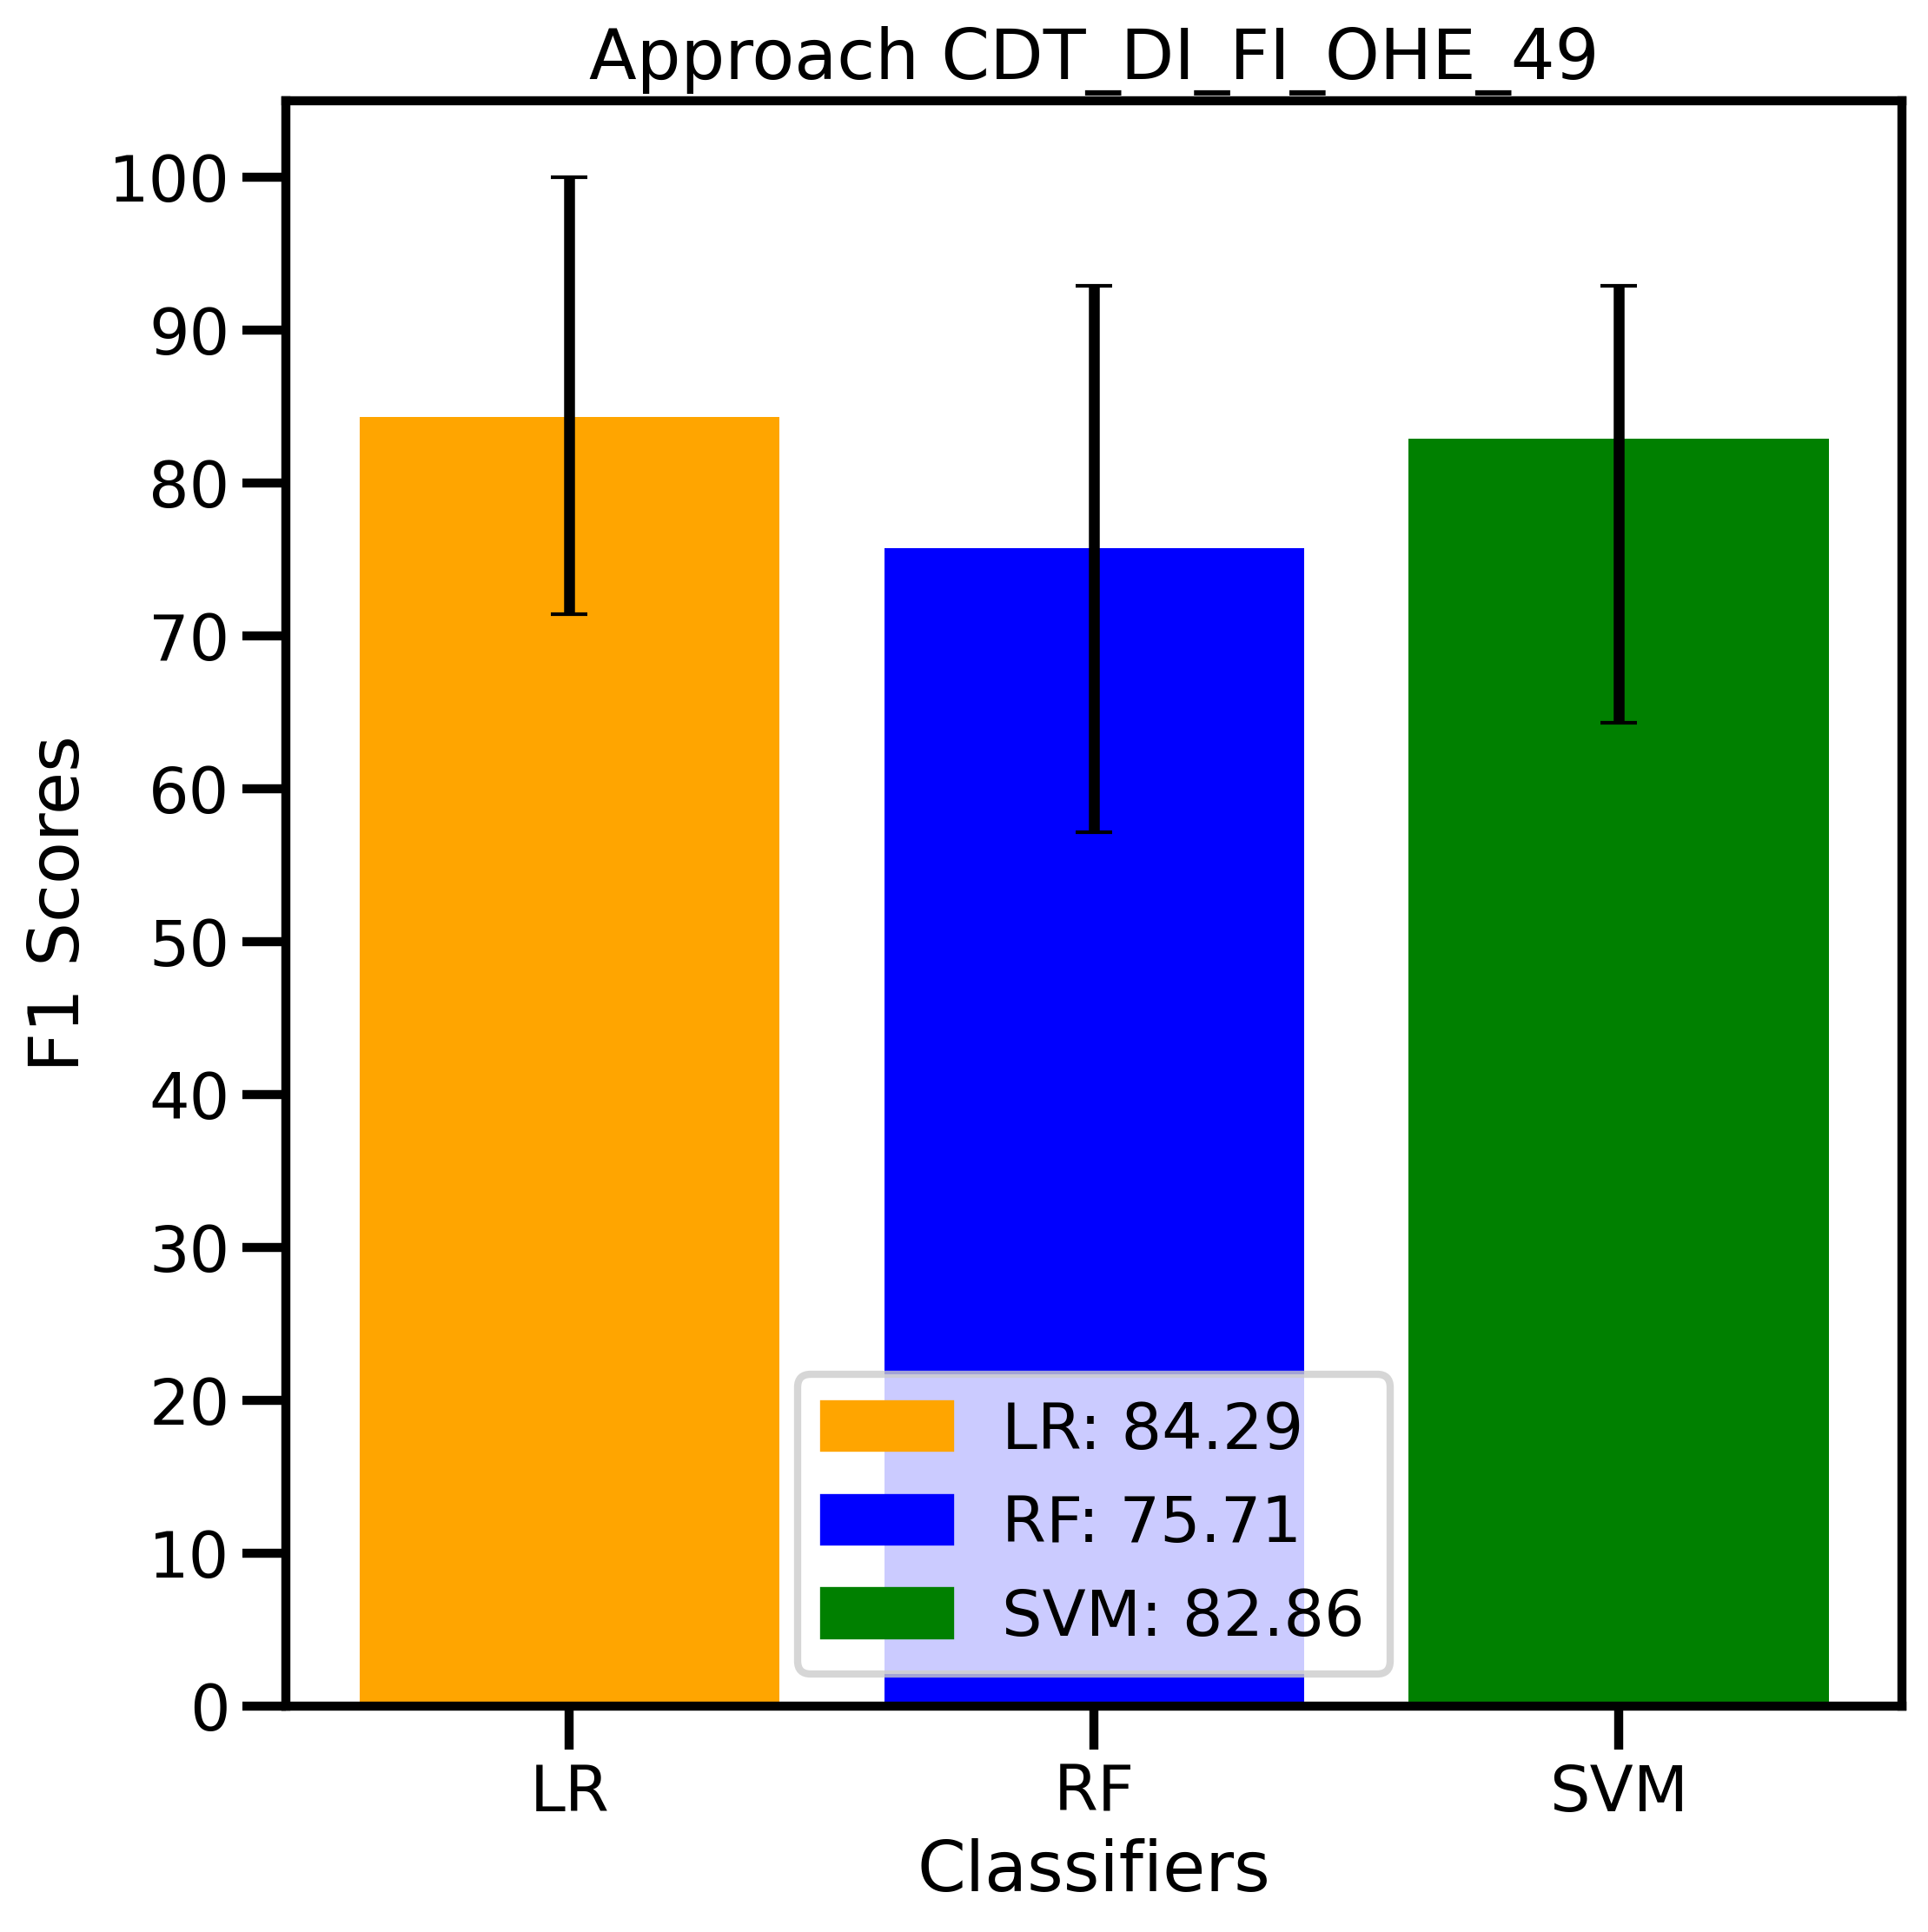 Approach CDT_DI_FI_OHE_49
100
90
80
70
60
50
40
30
20
10
0
F1 Scores
LR: 84.29
RF: 75.71
SVM: 82.86
LR RF SVM
Classifiers